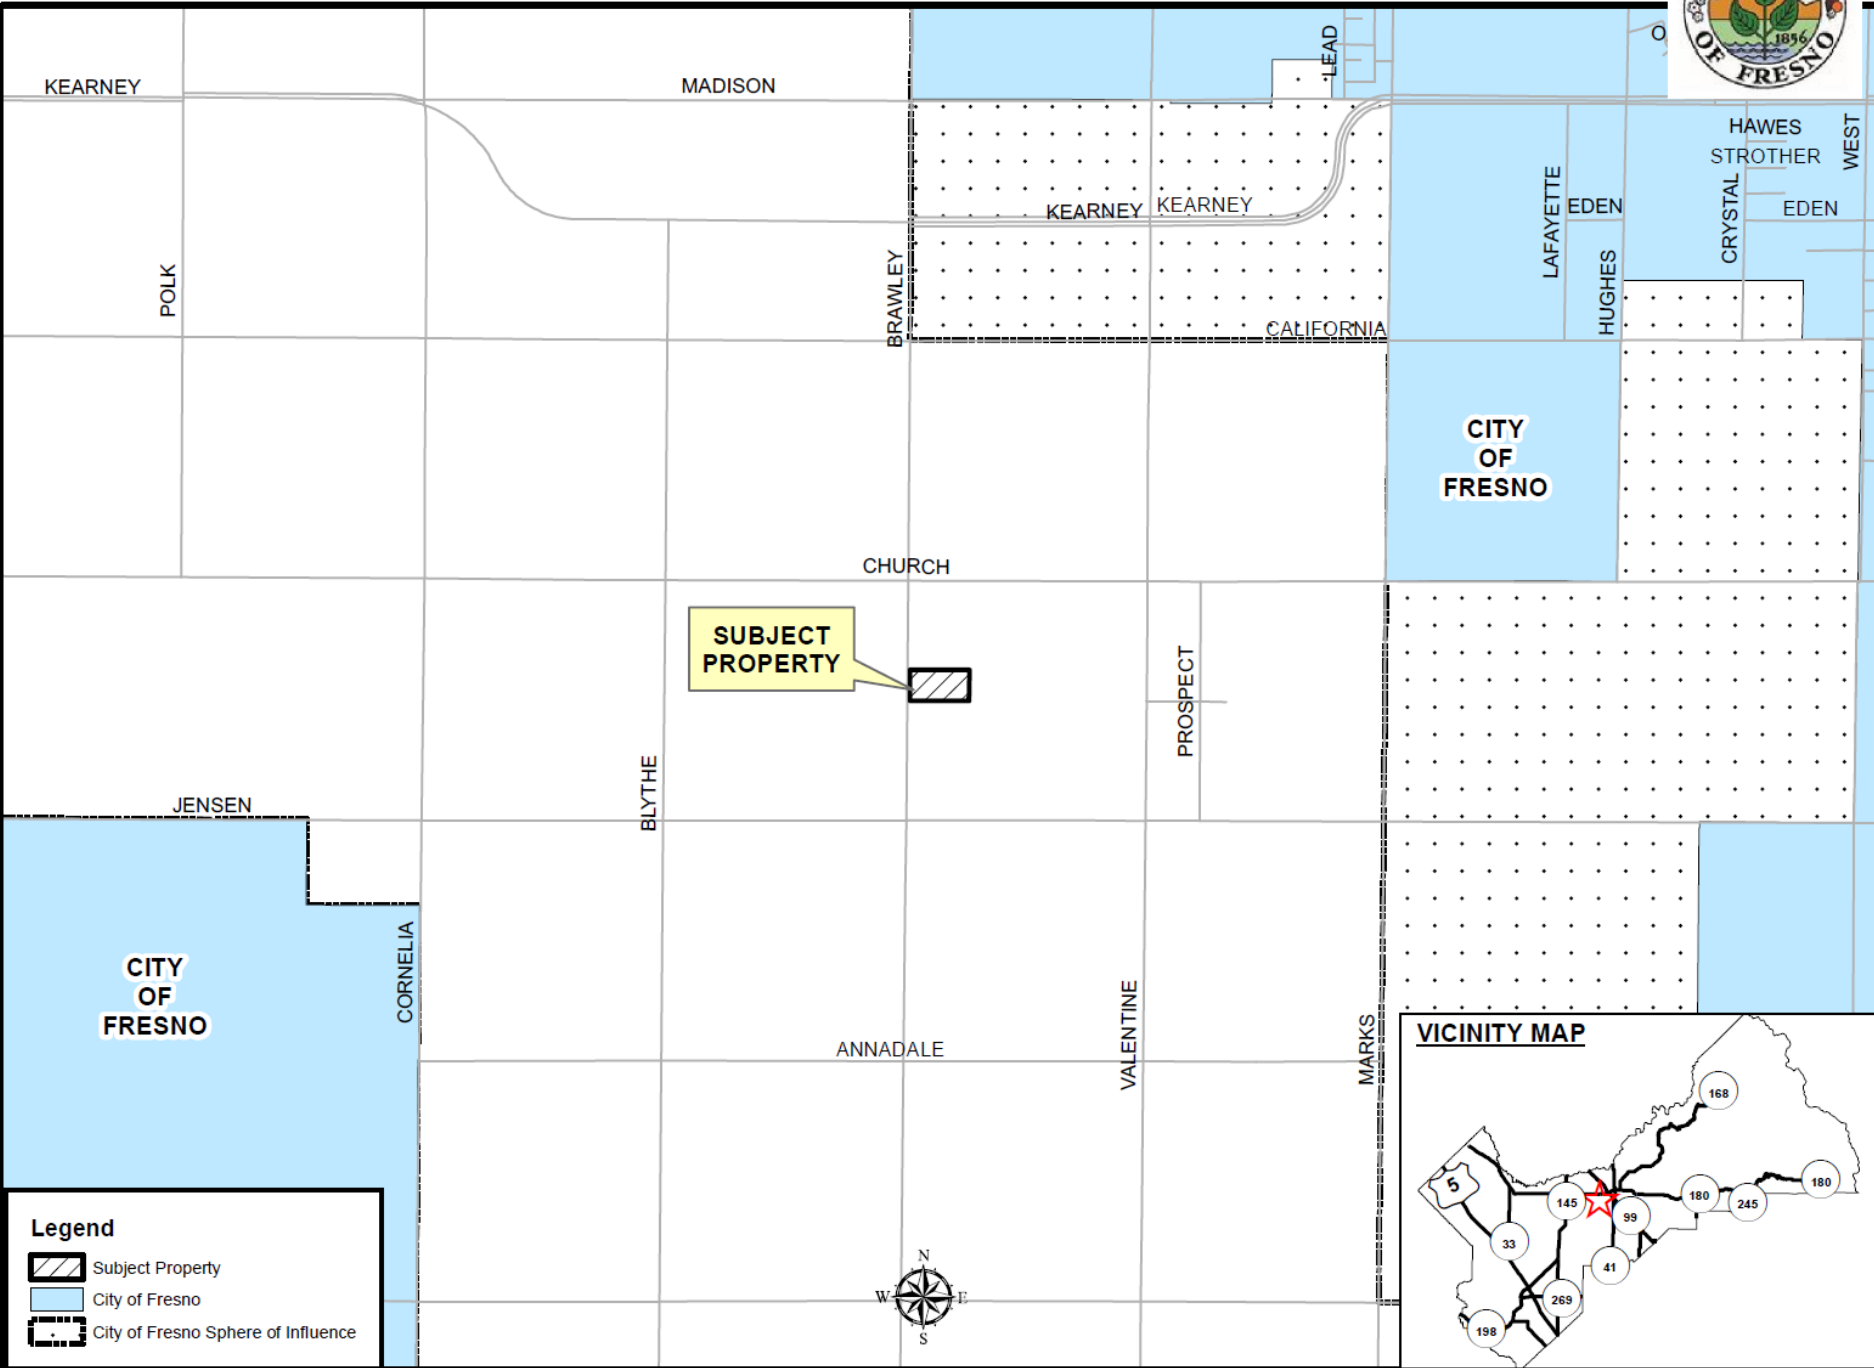 KEARNEY
MADISON
LEAD
O
1856
OF FRESNO
HAWES
STROTHER
WEST
LAFAYETTE
EDEN
CRYSTAL
EDEN
KEARNEY
KEARNEY
POLK
BRAWLEY
HUGHES
CALIFORNIA
CITY
OF
FRESNO
CHURCH
SUBJECT
PROPERTY
PROSPECT
BLYTHE
JENSEN
CITY
OF
FRESNO
CORNELIA
ANNADALE
VALENTINE
MARKS
VICINITY MAP
168
5
145
180
245
180
99
33
41
269
198
Legend
Subject Property
City of Fresno
City of Fresno Sphere of Influence
N
W
E
S